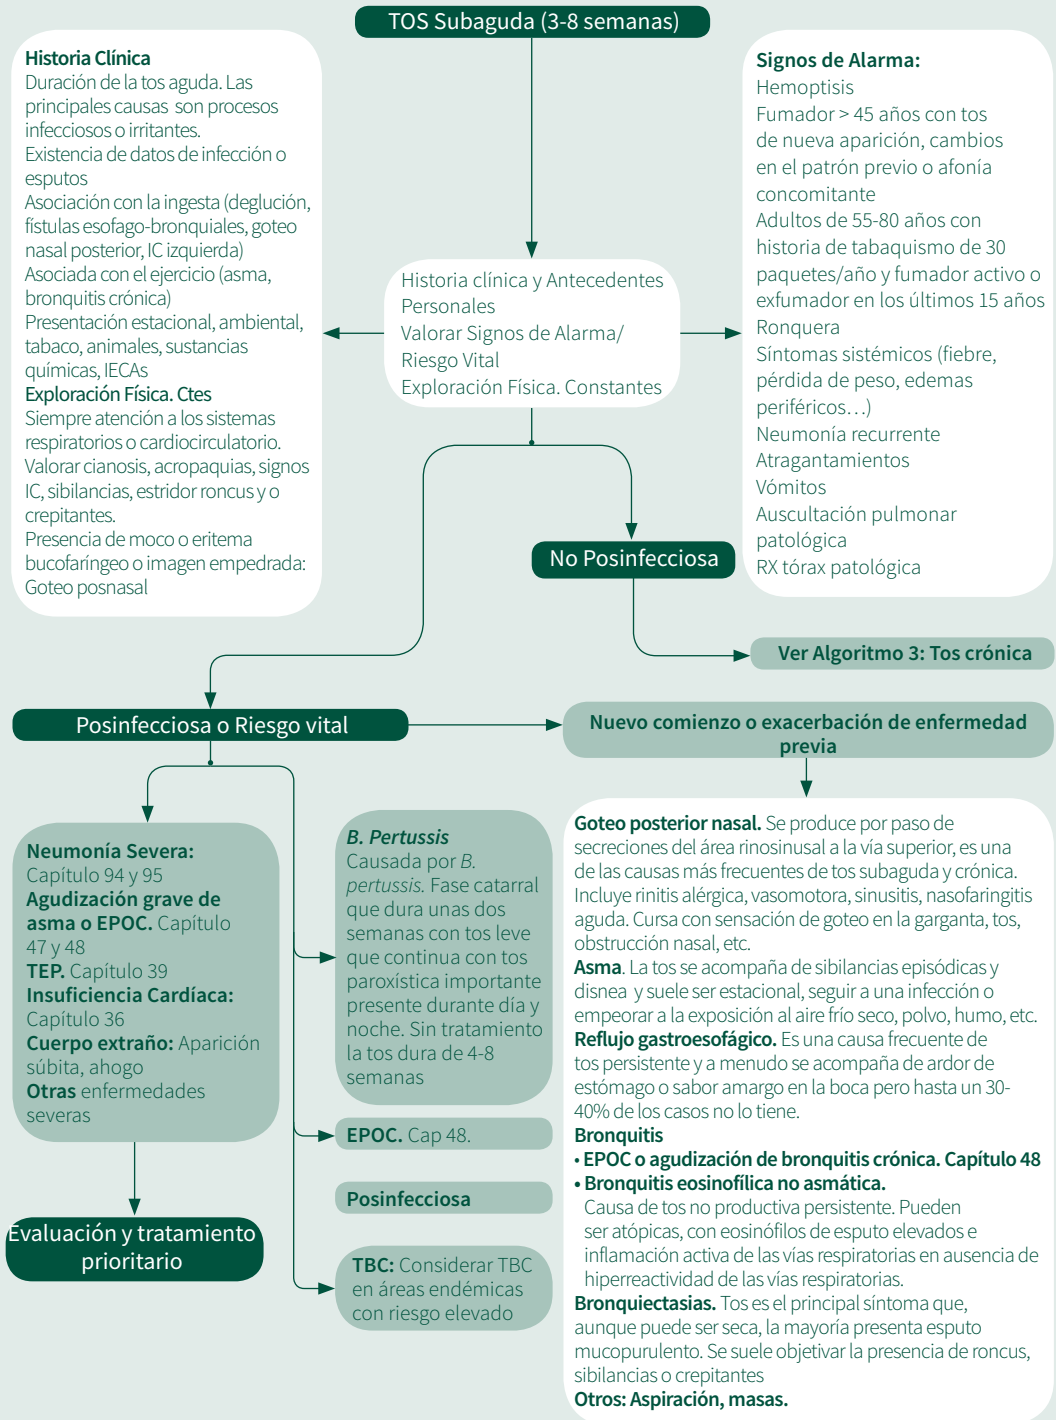 TOS Subaguda (3-8 semanas)
Historia Clínica
Duración de la tos aguda. Las
principales causas son procesos
infecciosos o irritantes.
Existencia de datos de infección o
esputos
Asociación con la ingesta (deglución,
fístulas esofago-bronquiales, goteo
nasal posterior, IC izquierda)
Asociada con el ejercicio (asma,
bronquitis crónica)
Presentación estacional, ambiental,
tabaco, animales, sustancias
químicas, IECAs
Exploración Física. Ctes
Siempre atención a los sistemas
respiratorios o cardiocirculatorio.
Valorar cianosis, acropaquias, signos
IC, sibilancias, estridor roncus y o
crepitantes.
Presencia de moco o eritema
bucofaríngeo o imagen empedrada:
Goteo posnasal
Historia clínica y Antecedentes
Personales
Valorar Signos de Alarma/
Riesgo Vital
Exploración Física. Constantes
Signos de Alarma:
Hemoptisis
Fumador > 45 años con tos
de nueva aparición, cambios
en el patrón previo o afonía
concomitante
Adultos de 55-80 años con
historia de tabaquismo de 30
paquetes/año y fumador activo o
exfumador en los últimos 15 años
Ronquera
Síntomas sistémicos (fiebre,
pérdida de peso, edemas
periféricos...)
Neumonía recurrente
Atragantamientos
Vómitos
Auscultación pulmonar
patológica
RX tórax patológica
No Posinfecciosa
Ver Algoritmo 3: Tos crónica
Posinfecciosa o Riesgo vital
Nuevo comienzo o exacerbación de enfermedad
previa
Neumonía Severa:
Capítulo 94 y 95
Agudización grave de
asma o EPOC. Capítulo
47 y 48
TEP. Capítulo 39
Insuficiencia Cardíaca:
Capítulo 36
Cuerpo extraño: Aparición
súbita, ahogo
Otras enfermedades
severas
Evaluación y tratamiento
prioritario
B. Pertussis
Causada por B.
pertussis. Fase catarral
que dura unas dos
semanas con tos leve
que continua con tos
paroxística importante
presente durante día y
noche. Sin tratamiento
la tos dura de 4-8
semanas
EPOC. Cap 48.
Posinfecciosa
TBC: Considerar TBC
en áreas endémicas
con riesgo elevado
Goteo posterior nasal. Se produce por paso de
secreciones del área rinosinusal a la vía superior, es una
de las causas más frecuentes de tos subaguda y crónica.
Incluye rinitis alérgica, vasomotora, sinusitis, nasofaringitis
aguda. Cursa con sensación de goteo en la garganta, tos,
obstrucción nasal, etc.
Asma. La tos se acompaña de sibilancias episódicas y
disnea y suele ser estacional, seguir a una infección o
empeorar a la exposición al aire frío seco, polvo, humo, etc.
Reflujo gastroesofágico. Es una causa frecuente de
tos persistente y a menudo se acompaña de ardor de
estómago o sabor amargo en la boca pero hasta un 30-
40% de los casos no lo tiene.
Bronquitis
• EPOC o agudización de bronquitis crónica. Capítulo 48
• Bronquitis eosinofílica no asmática.
Causa de tos no productiva persistente. Pueden
ser atópicas, con eosinófilos de esputo elevados e
inflamación activa de las vías respiratorias en ausencia de
hiperreactividad de las vías respiratorias.
Bronquiectasias. Tos es el principal síntoma que,
aunque puede ser seca, la mayoría presenta esputo
mucopurulento. Se suele objetivar la presencia de roncus,
sibilancias o crepitantes
Otros: Aspiración, masas.